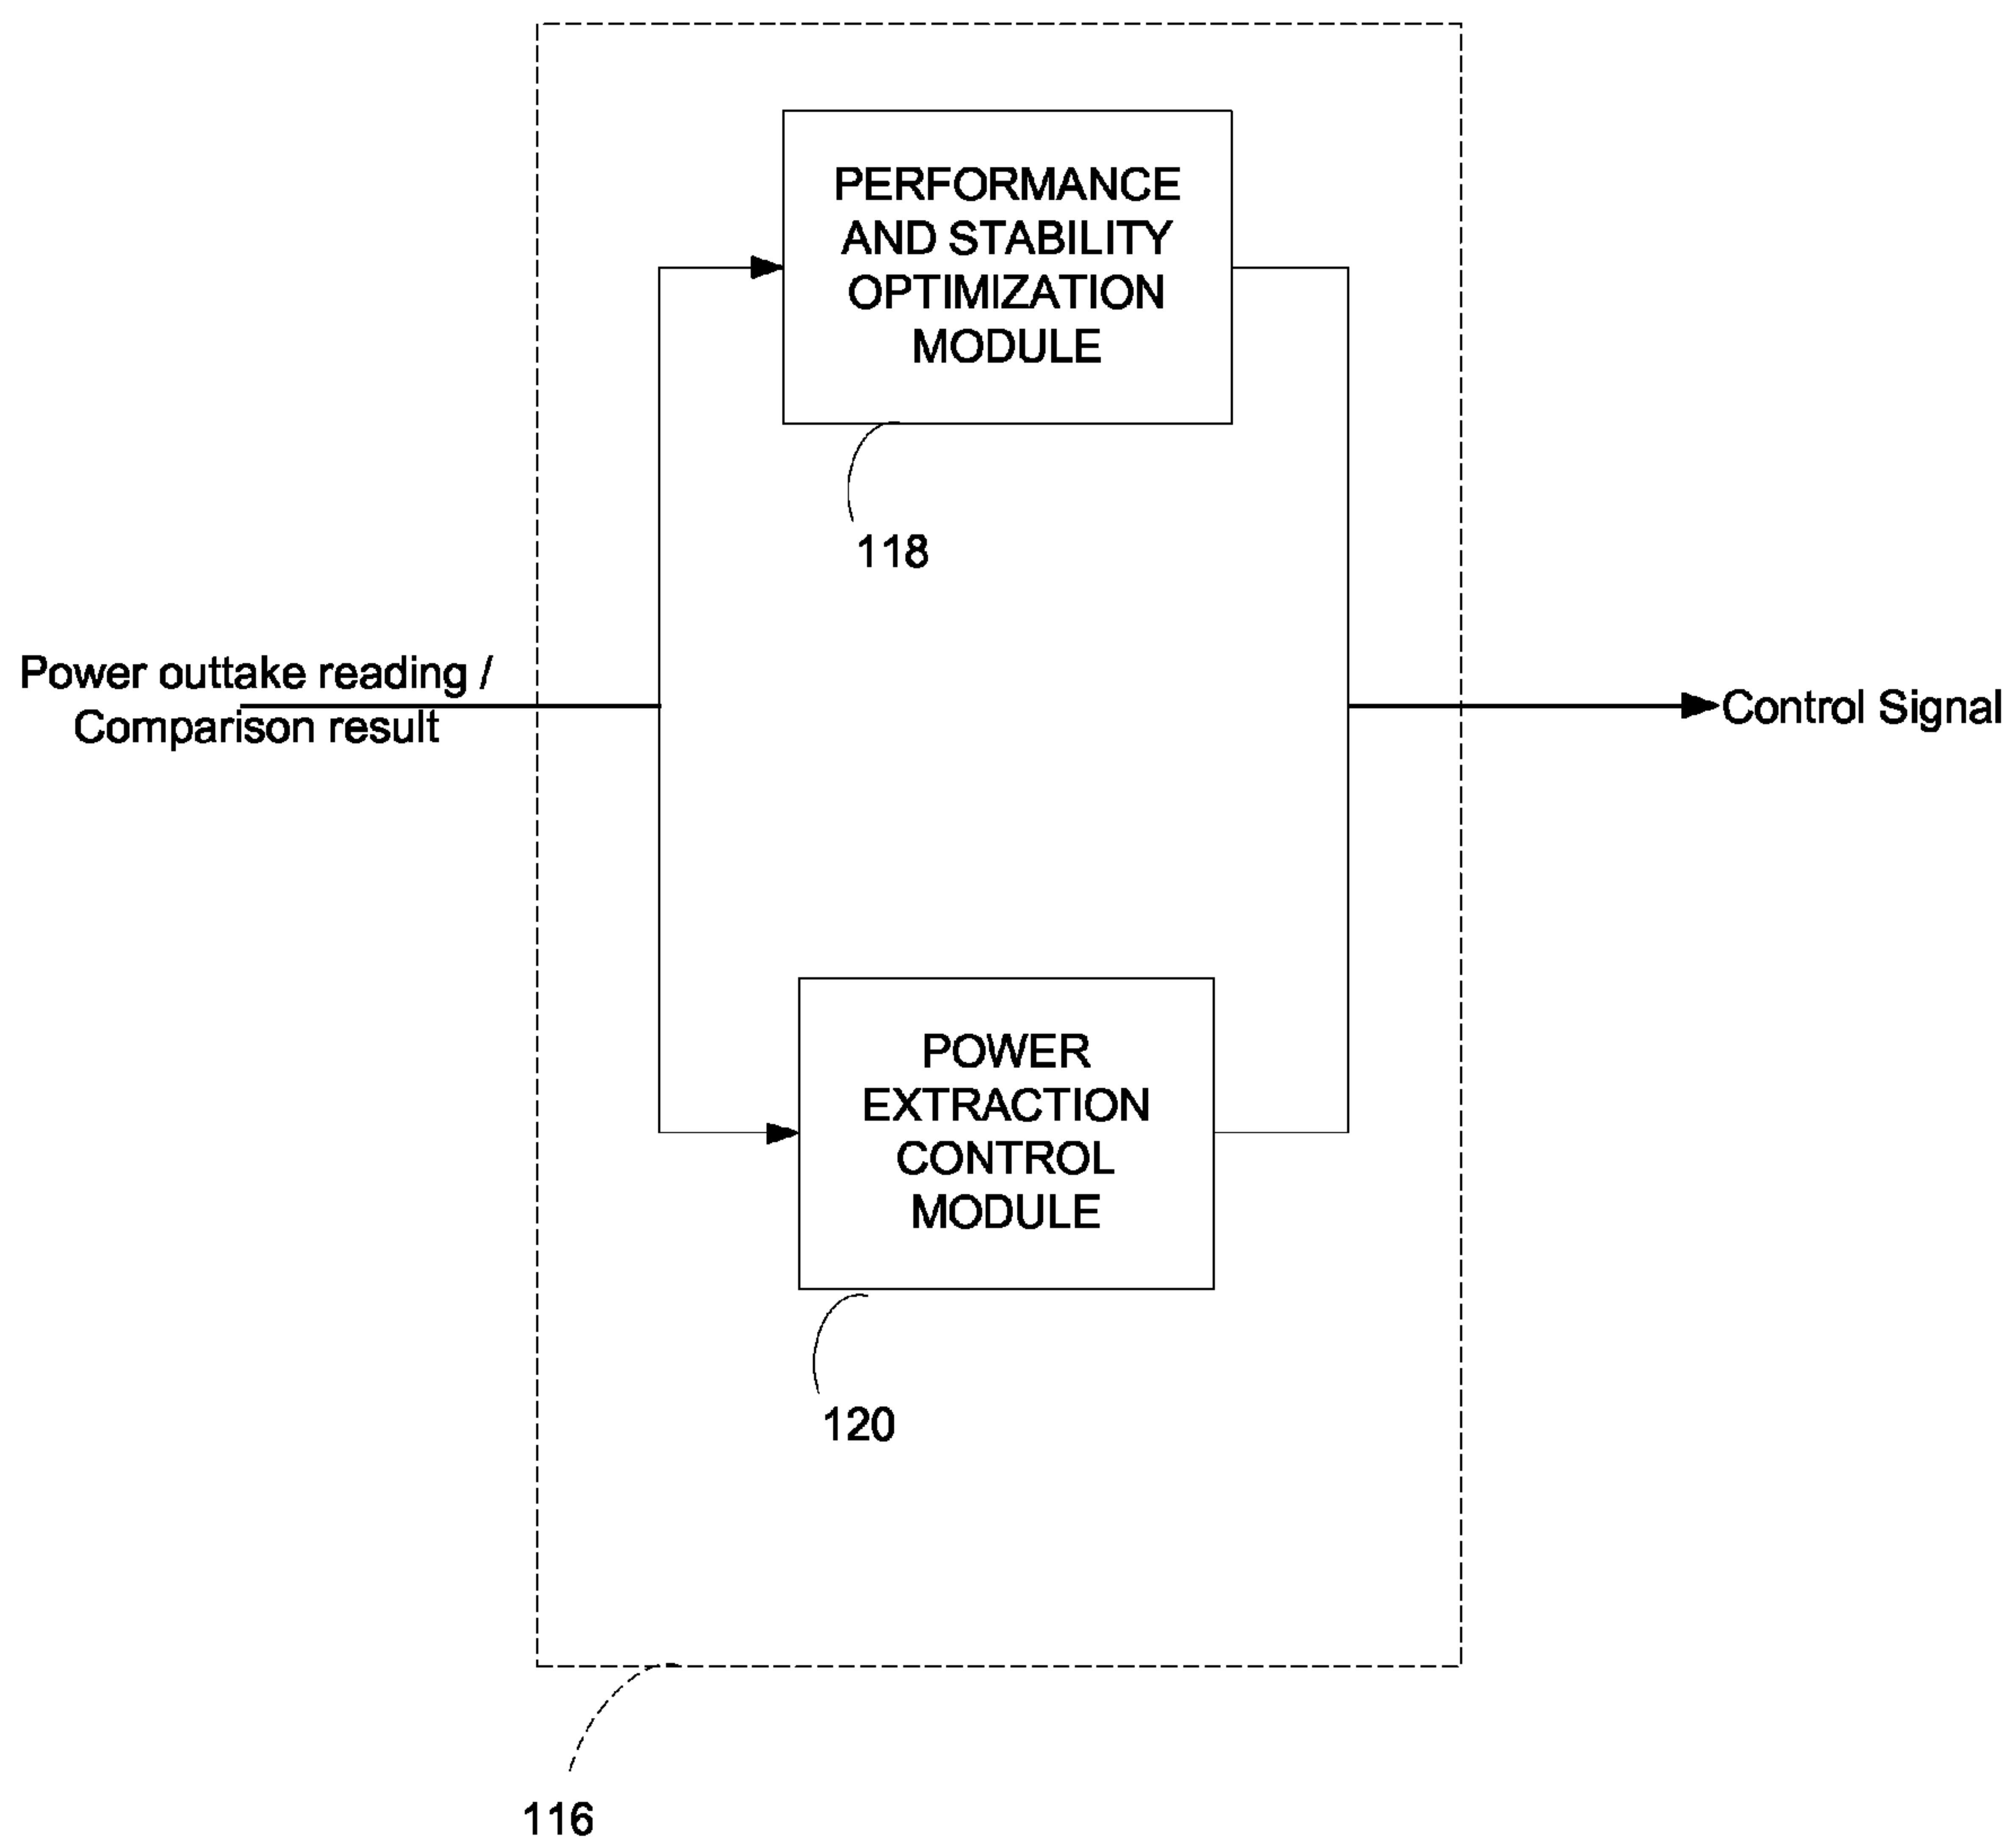 PERFORMANCE
AND STABILITY
OPTIMIZATION
MODULE
118
Power outtake reading /
Comparison result
Control Signal
POWER
EXTRACTION
CONTROL
MODULE
120
116